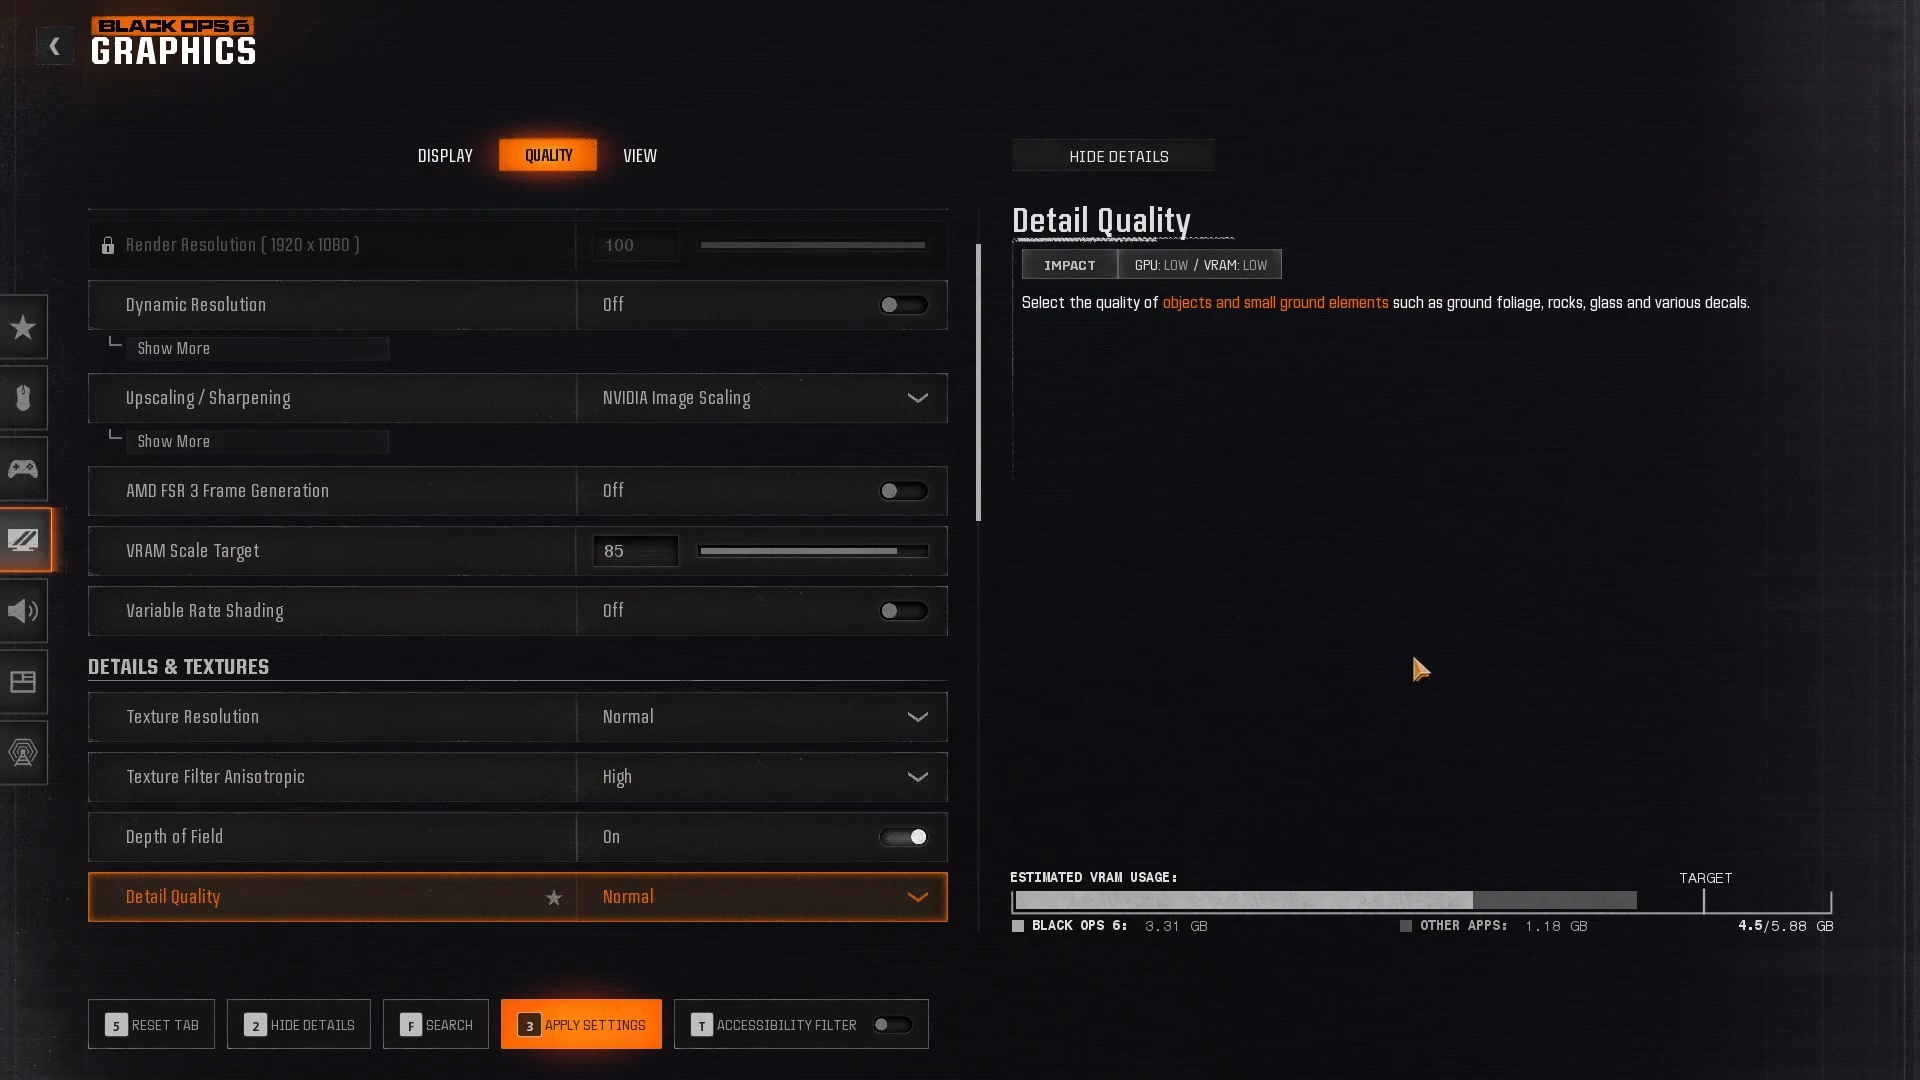 BLACK OPS 6
GRAPHICS
DISPLAY
QUALITY
VIEW
HIDE DETAILS
Render Resolution ( 1920 x 1080 )
100
Dynamic Resolution
Off
Show More
Upscaling / Sharpening
NVIDIA Image Scaling
Show More
AMD FSR 3 Frame Generation
Off
VRAM Scale Target
85
Variable Rate Shading
Off
DETAILS & TEXTURES
Texture Resolution
Normal
Texture Filter Anisotropic
High
Depth of Field
On
Detail Quality
Normal
Detail Quality
IMPACT
GPU: LOW / VRAM: LOW
Select the quality of objects and small ground elements such as ground foliage, rocks, glass and various decals.
ESTIMATED VRAM USAGE:
TARGET
BLACK OPS 6: 3.31 GB
OTHER APPS: 1.18 GB
4.5/5.88 GB
5 RESET TAB
2 HIDE DETAILS
F SEARCH
3 APPLY SETTINGS
T ACCESSIBILITY FILTER